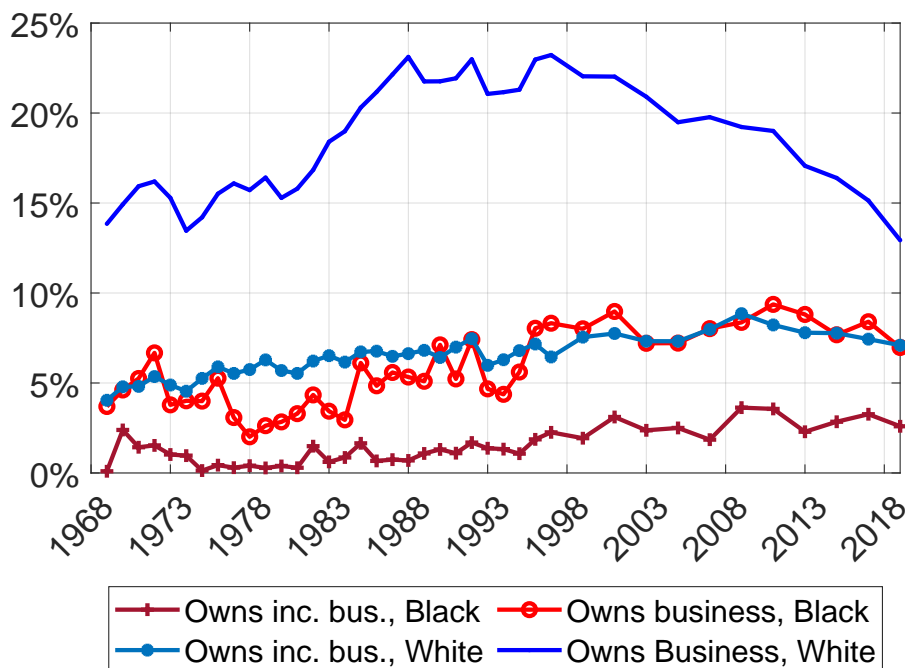 25%
20%
15%
10%
5%
0%
1968 1973 1978 1983 1988 1993 1998 2003 2008 2013 2018
Owns inc. bus., Black Owns business, Black
Owns inc. bus., White Owns Business, White